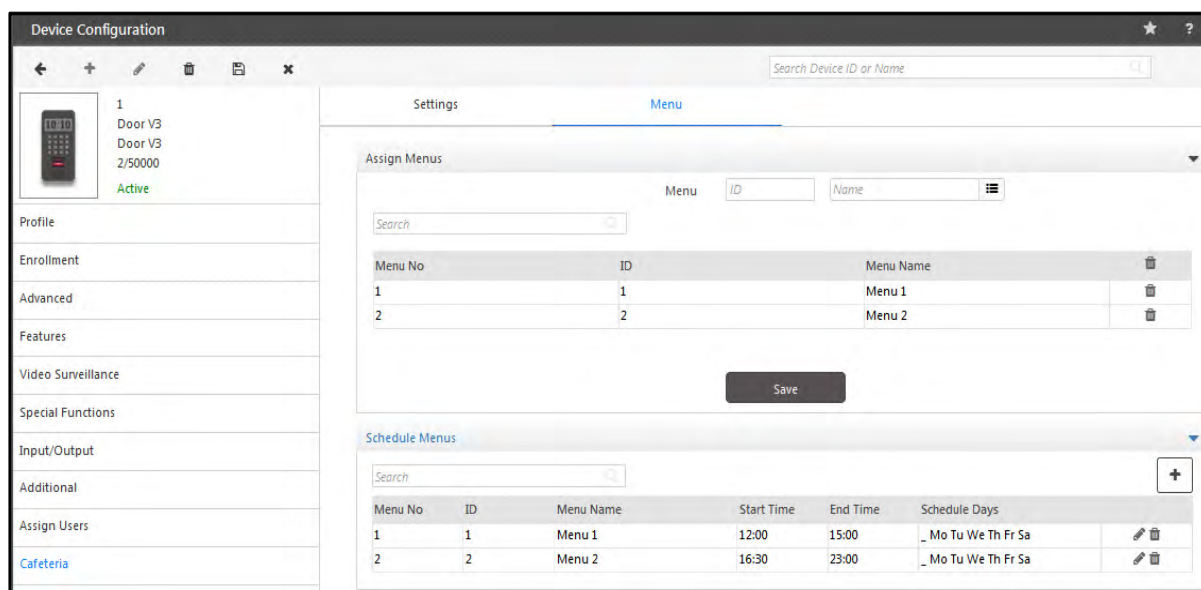 Device Configuration ?
Search Device ID or Name
1
Door V3
Door V3
2/50000
Active
Profile
Enrollment
Advanced
Features
Video Surveillance
Special Functions
Input/Output
Additional
Assign Users
Cafeteria
Settings Menu
Assign Menus
Menu ID Name
Search
Menu No ID Menu Name
1 1 Menu 1
2 2 Menu 2
Save
Schedule Menus
Search
Menu No ID Menu Name Start Time End Time Schedule Days
1 1 Menu 1 12:00 15:00 _ Mo Tu We Th Fr Sa
2 2 Menu 2 16:30 23:00 _ Mo Tu We Th Fr Sa